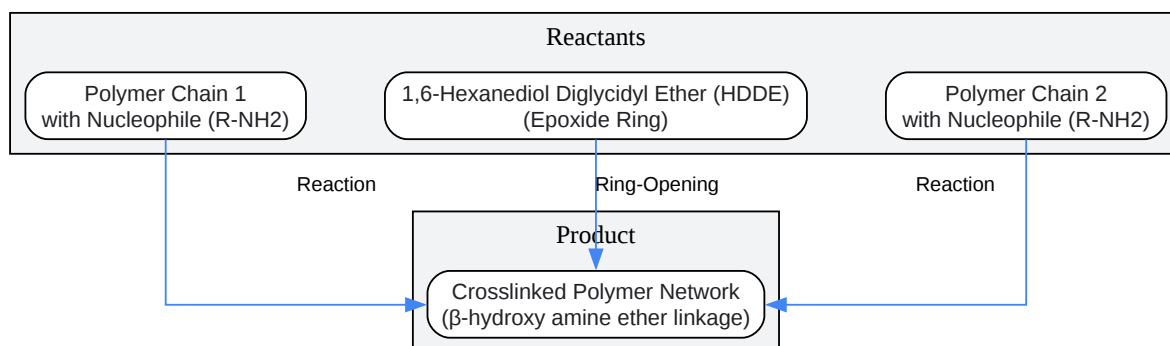 Reactants
Polymer Chain 1
with Nucleophile (R-NH2)
1,6-Hexanediol Diglycidyl Ether (HDDE)
(Epoxide Ring)
Polymer Chain 2
with Nucleophile (R-NH2)
Reaction
Ring-Opening
Reaction
Product
Crosslinked Polymer Network
(β-hydroxy amine ether linkage)